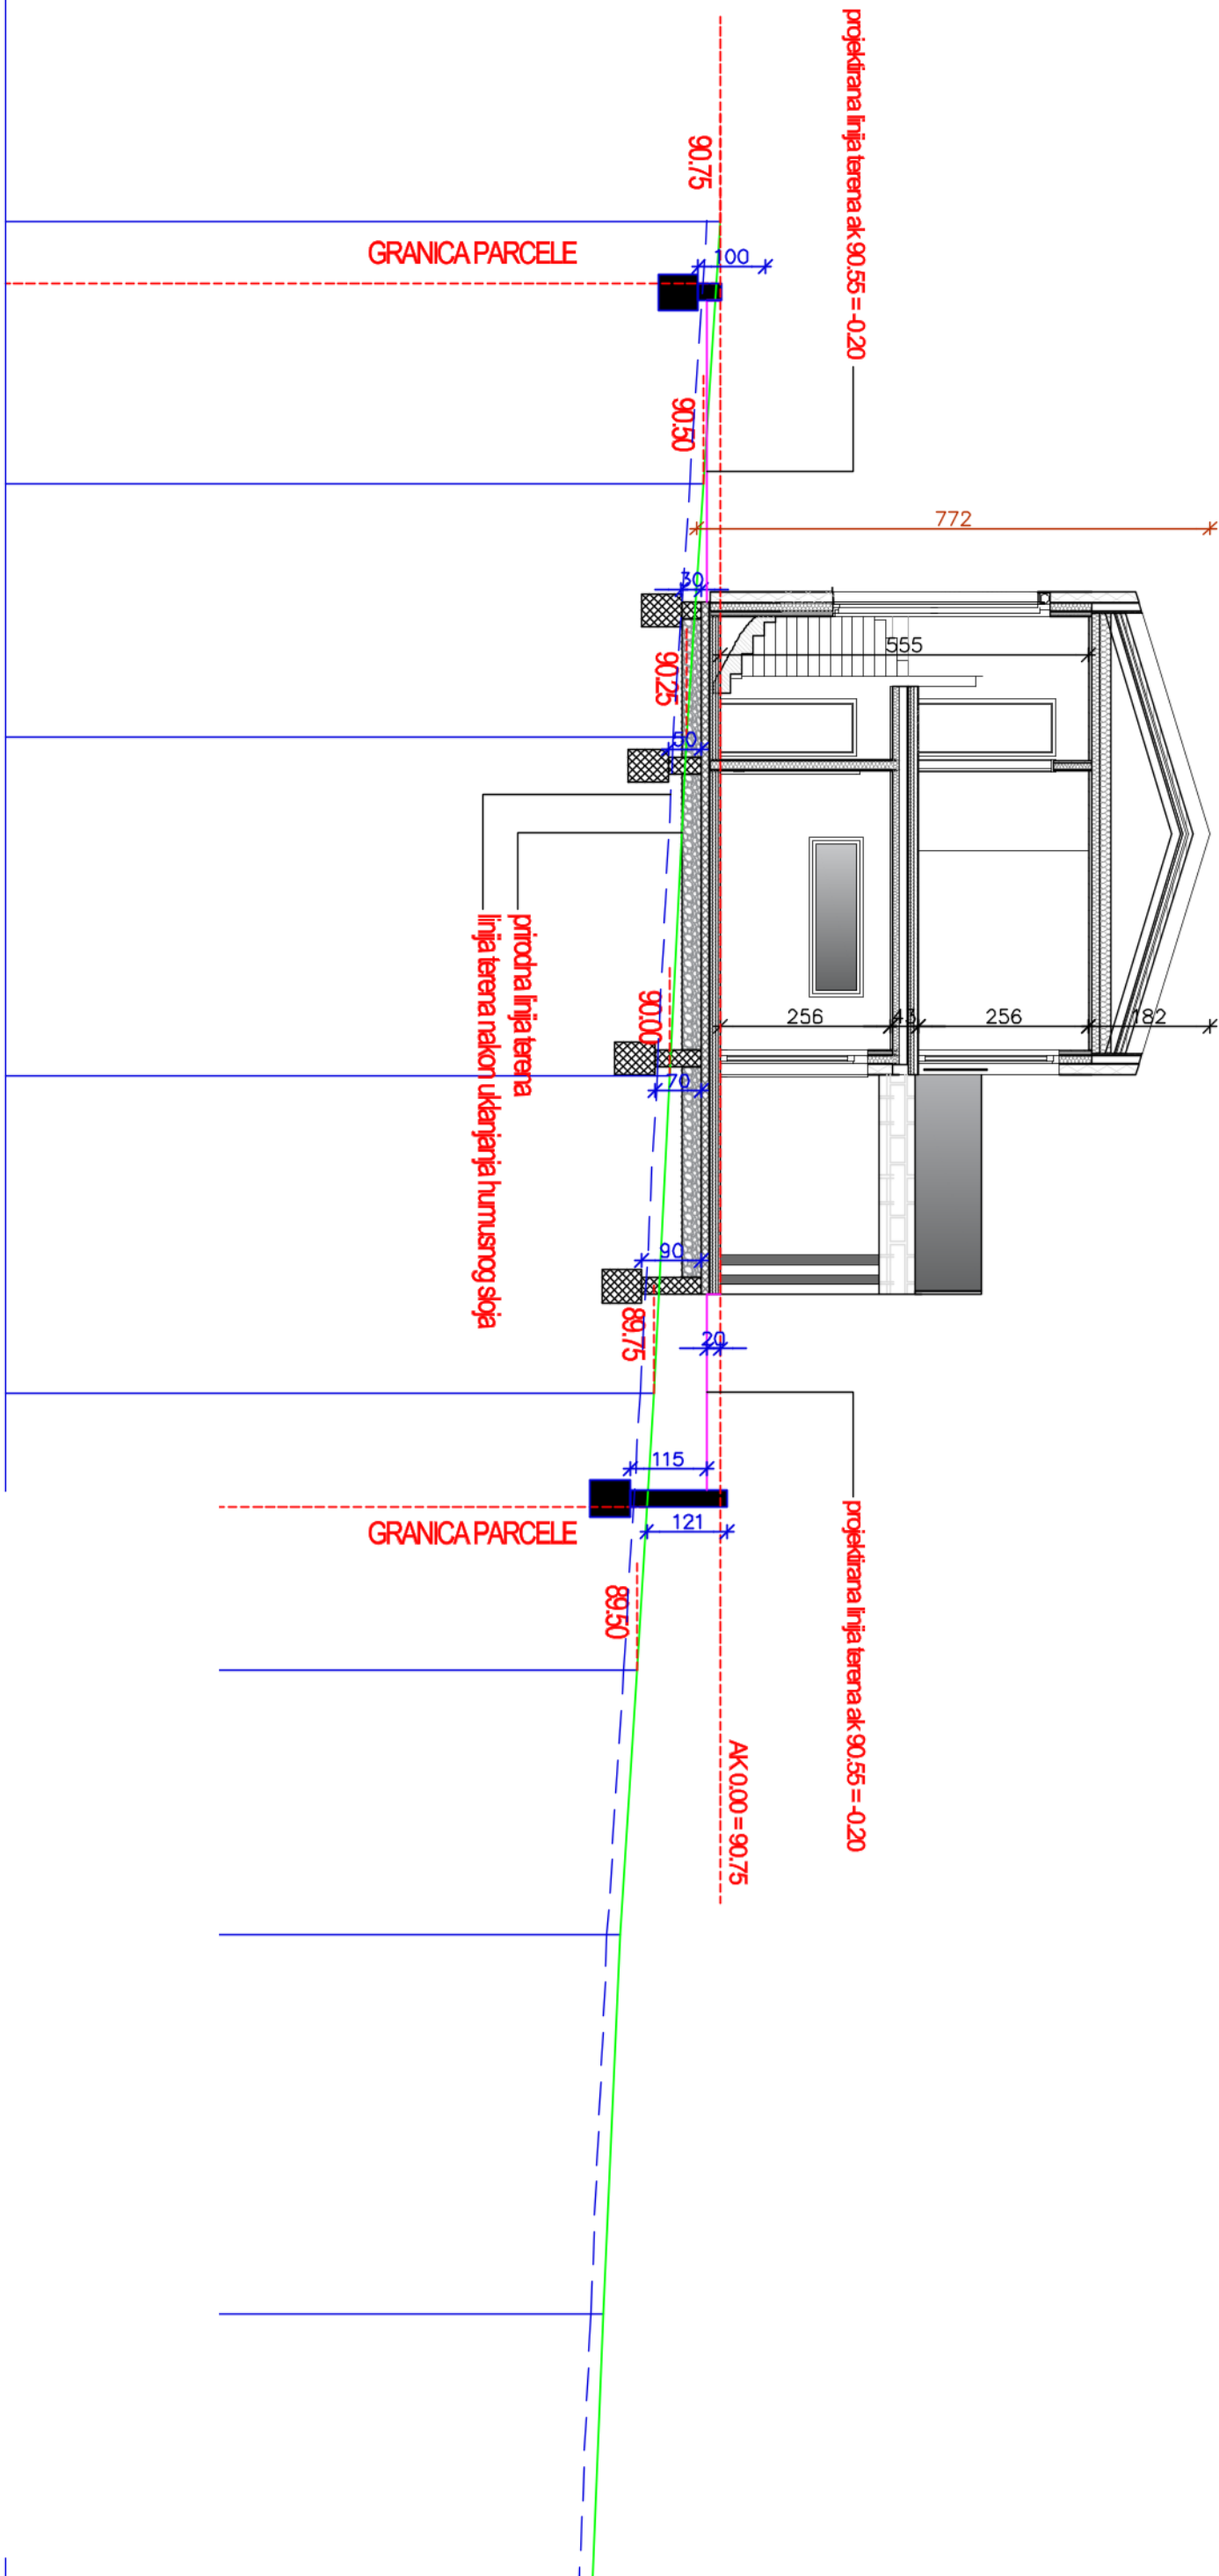 projektirana linija terena ak 90.55 = -0.20
90.75
GRANICA PARCELE
100
90.50
772
30
555
90.25
50
prirodna linija terena
linija terena nakon uklanjanja humusnog sloja
256
43
256
182
90.00
70
90
89.75
20
115
121
GRANICA PARCELE
89.50
projektirana linija terena ak 90.55 = -0.20
AK 0.00 = 90.75